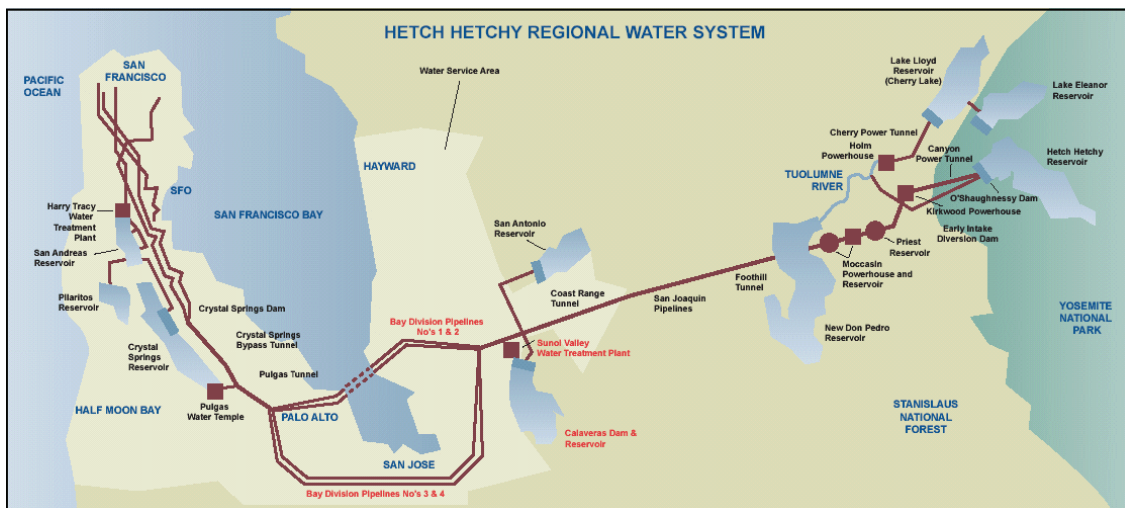 HETCH HETCHY REGIONAL WATER SYSTEM
PACIFIC
OCEAN
SAN
FRANCISCO
Water Service Area
Lake Lloyd
Reservoir
(Cherry Lake)
Lake Eleanor
Reservoir
Cherry Power Tunnel
Holm
Powerhouse
Canyon
Power Tunnel
Hetch Hetchy
Reservoir
HAYWARD
TUOLUMNE
RIVER
SFO
O'Shaughnessy Dam
Kirkwood Powerhouse
Harry Tracy
Water
Treatment
Plant
SAN FRANCISCO BAY
San Antonio
Reservoir
Early Intake
Diversion Dam
Priest
Reservoir
San Andreas
Reservoir
Moccasin
Powerhouse and
Reservoir
Foothill
Tunnel
Pilaritos
Reservoir
Coast Range
Tunnel
San Joaquin
Pipelines
Crystal Springs Dam
YOSEMITE
NATIONAL
PARK
Bay Division Pipelines
No's 1 & 2
New Don Pedro
Reservoir
Crystal Springs
Bypass Tunnel
Sunol Valley
Water Treatment Plant
Crystal
Springs
Reservoir
Pulgas Tunnel
HALF MOON BAY
Pulgas
Water Temple
PALO ALTO
STANISLAUS
NATIONAL
FOREST
Calaveras Dam &
Reservoir
SAN JOSE
Bay Division Pipelines No's 3 & 4